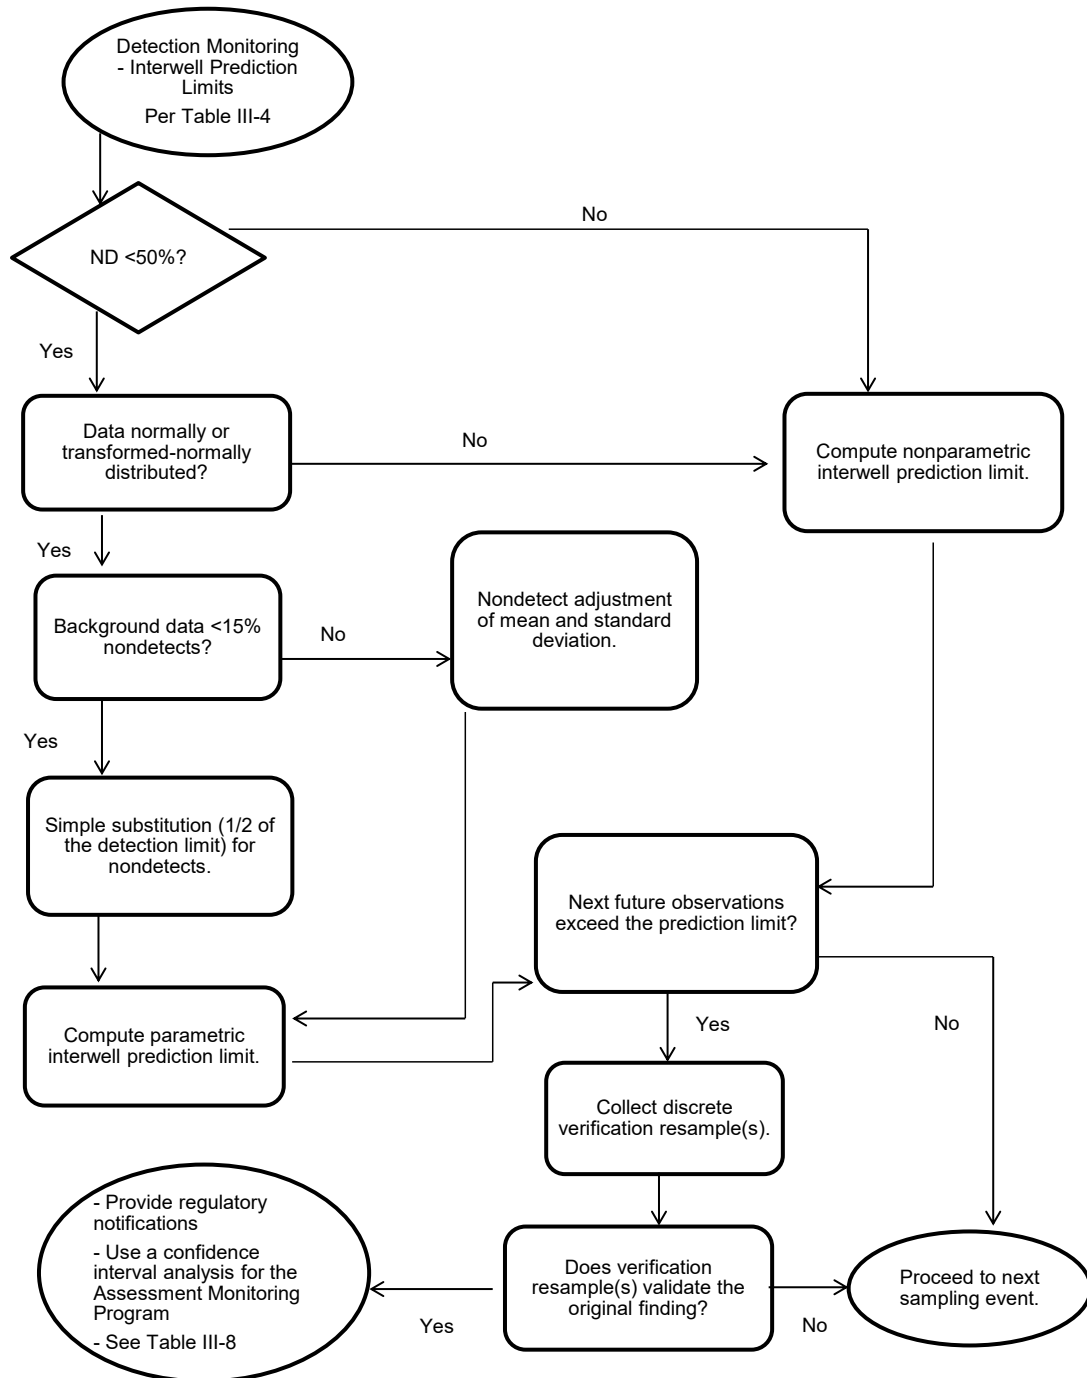 Detection Monitoring
- Interwell Prediction
Limits
Per Table III-4
No
ND <50%?
Yes
Data normally or
transformed-normally
distributed?
No
Compute nonparametric
interwell prediction limit.
Yes
Background data <15%
nondetects?
No
Nondetect adjustment
of mean and standard
deviation.
Yes
Simple substitution (1/2 of
the detection limit) for
nondetects.
Next future observations
exceed the prediction limit?
Compute parametric
interwell prediction limit.
Yes
No
Collect discrete
verification resample(s).
- Provide regulatory
notifications
- Use a confidence
interval analysis for the
Assessment Monitoring
Program
- See Table III-8
Yes
Does verification
resample(s) validate the
original finding?
No
Proceed to next
sampling event.